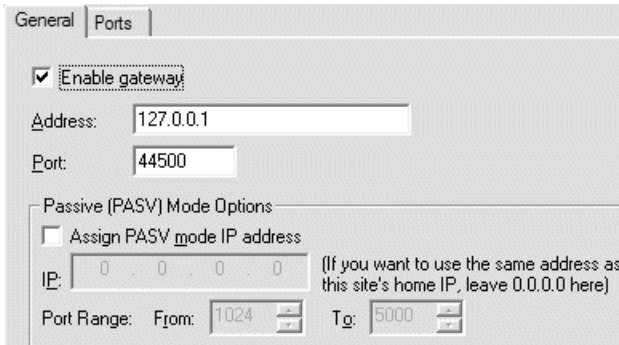 General Ports
Enable gateway
Address: 127.0.0.1
Port: 44500
Passive (PASV) Mode Options
Assign PASV mode IP address
IP: 0 . 0 . 0 . 0 (If you want to use the same address as
this site's home IP, leave 0.0.0.0 here)
Port Range: From: 1024 To: 5000